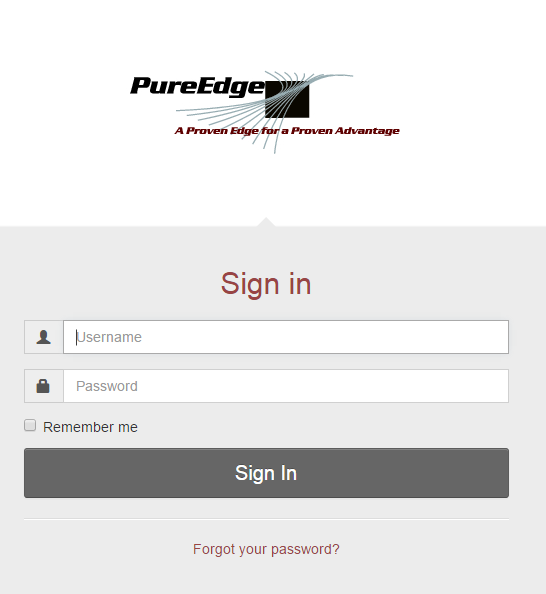 PureEdge
A Proven Edge for a Proven Advantage
Sign in
Username
Password
Remember me
Sign In
Forgot your password?